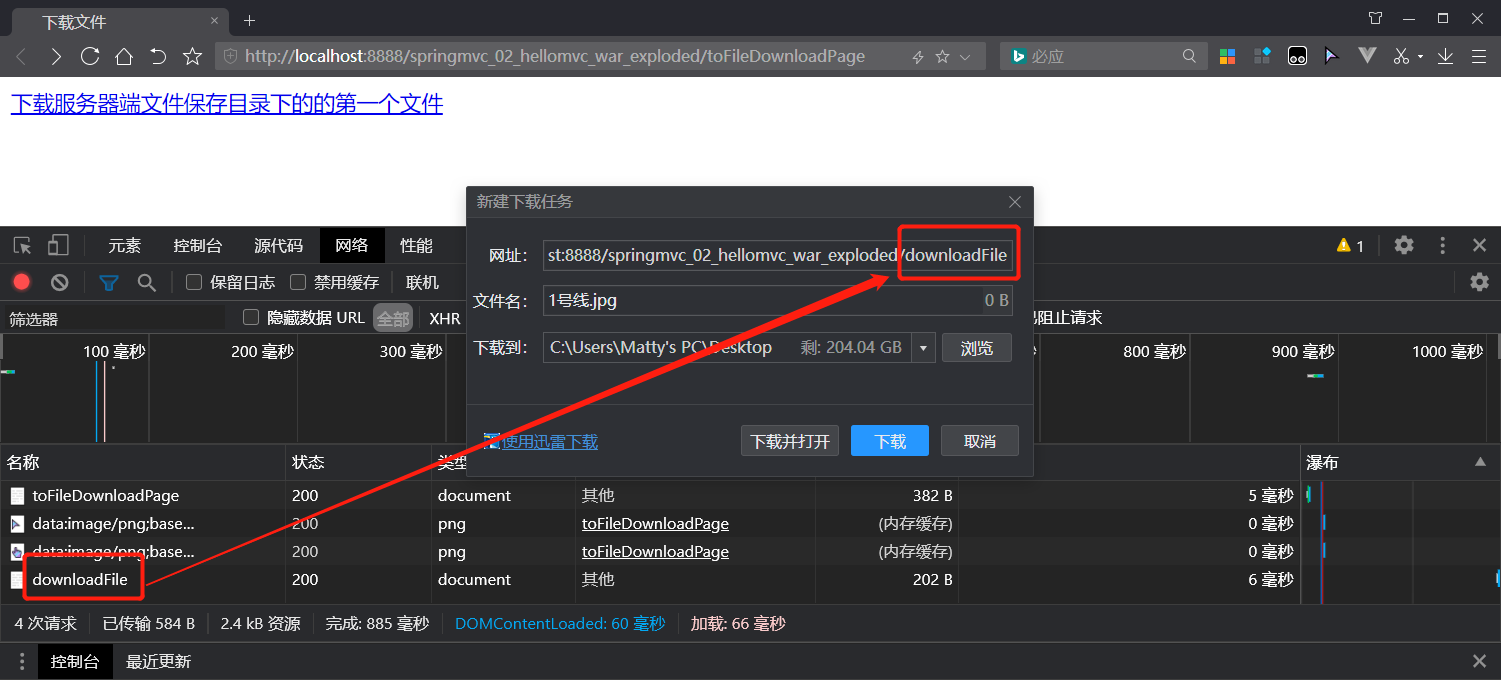 下载文件
http://localhost:8888/springmvc_02_hellomvc_war_exploded/toFileDownloadPage
必应
下载服务器端文件保存目录下的的第一个文件
新建下载任务
网址: st:8888/springmvc_02_hellomvc_war_exploded/downloadFile
文件名: 1号线.jpg 0 B
下载到: C:\Users\Matty's PC\Desktop 剩: 204.04 GB 浏览
使用迅雷下载 下载并打开 下载 取消
元素 控制台 源代码 网络 性能 1
保留日志 禁用缓存 联机
筛选器 隐藏数据 URL 全部 XHR 阻止请求
100 毫秒 200 毫秒 300 毫秒 800 毫秒 900 毫秒 1000 毫秒
名称 状态 类型 瀑布
toFileDownloadPage 200 document 其他 382 B 5 毫秒
data:image/png;base... 200 png toFileDownloadPage (内存缓存) 0 毫秒
data:image/png;base... 200 png toFileDownloadPage (内存缓存) 0 毫秒
downloadFile 200 document 其他 202 B 6 毫秒
4 次请求 已传输 584 B 2.4 kB 资源 完成: 885 毫秒 DOMContentLoaded: 60 毫秒 加载: 66 毫秒
控制台 最近更新